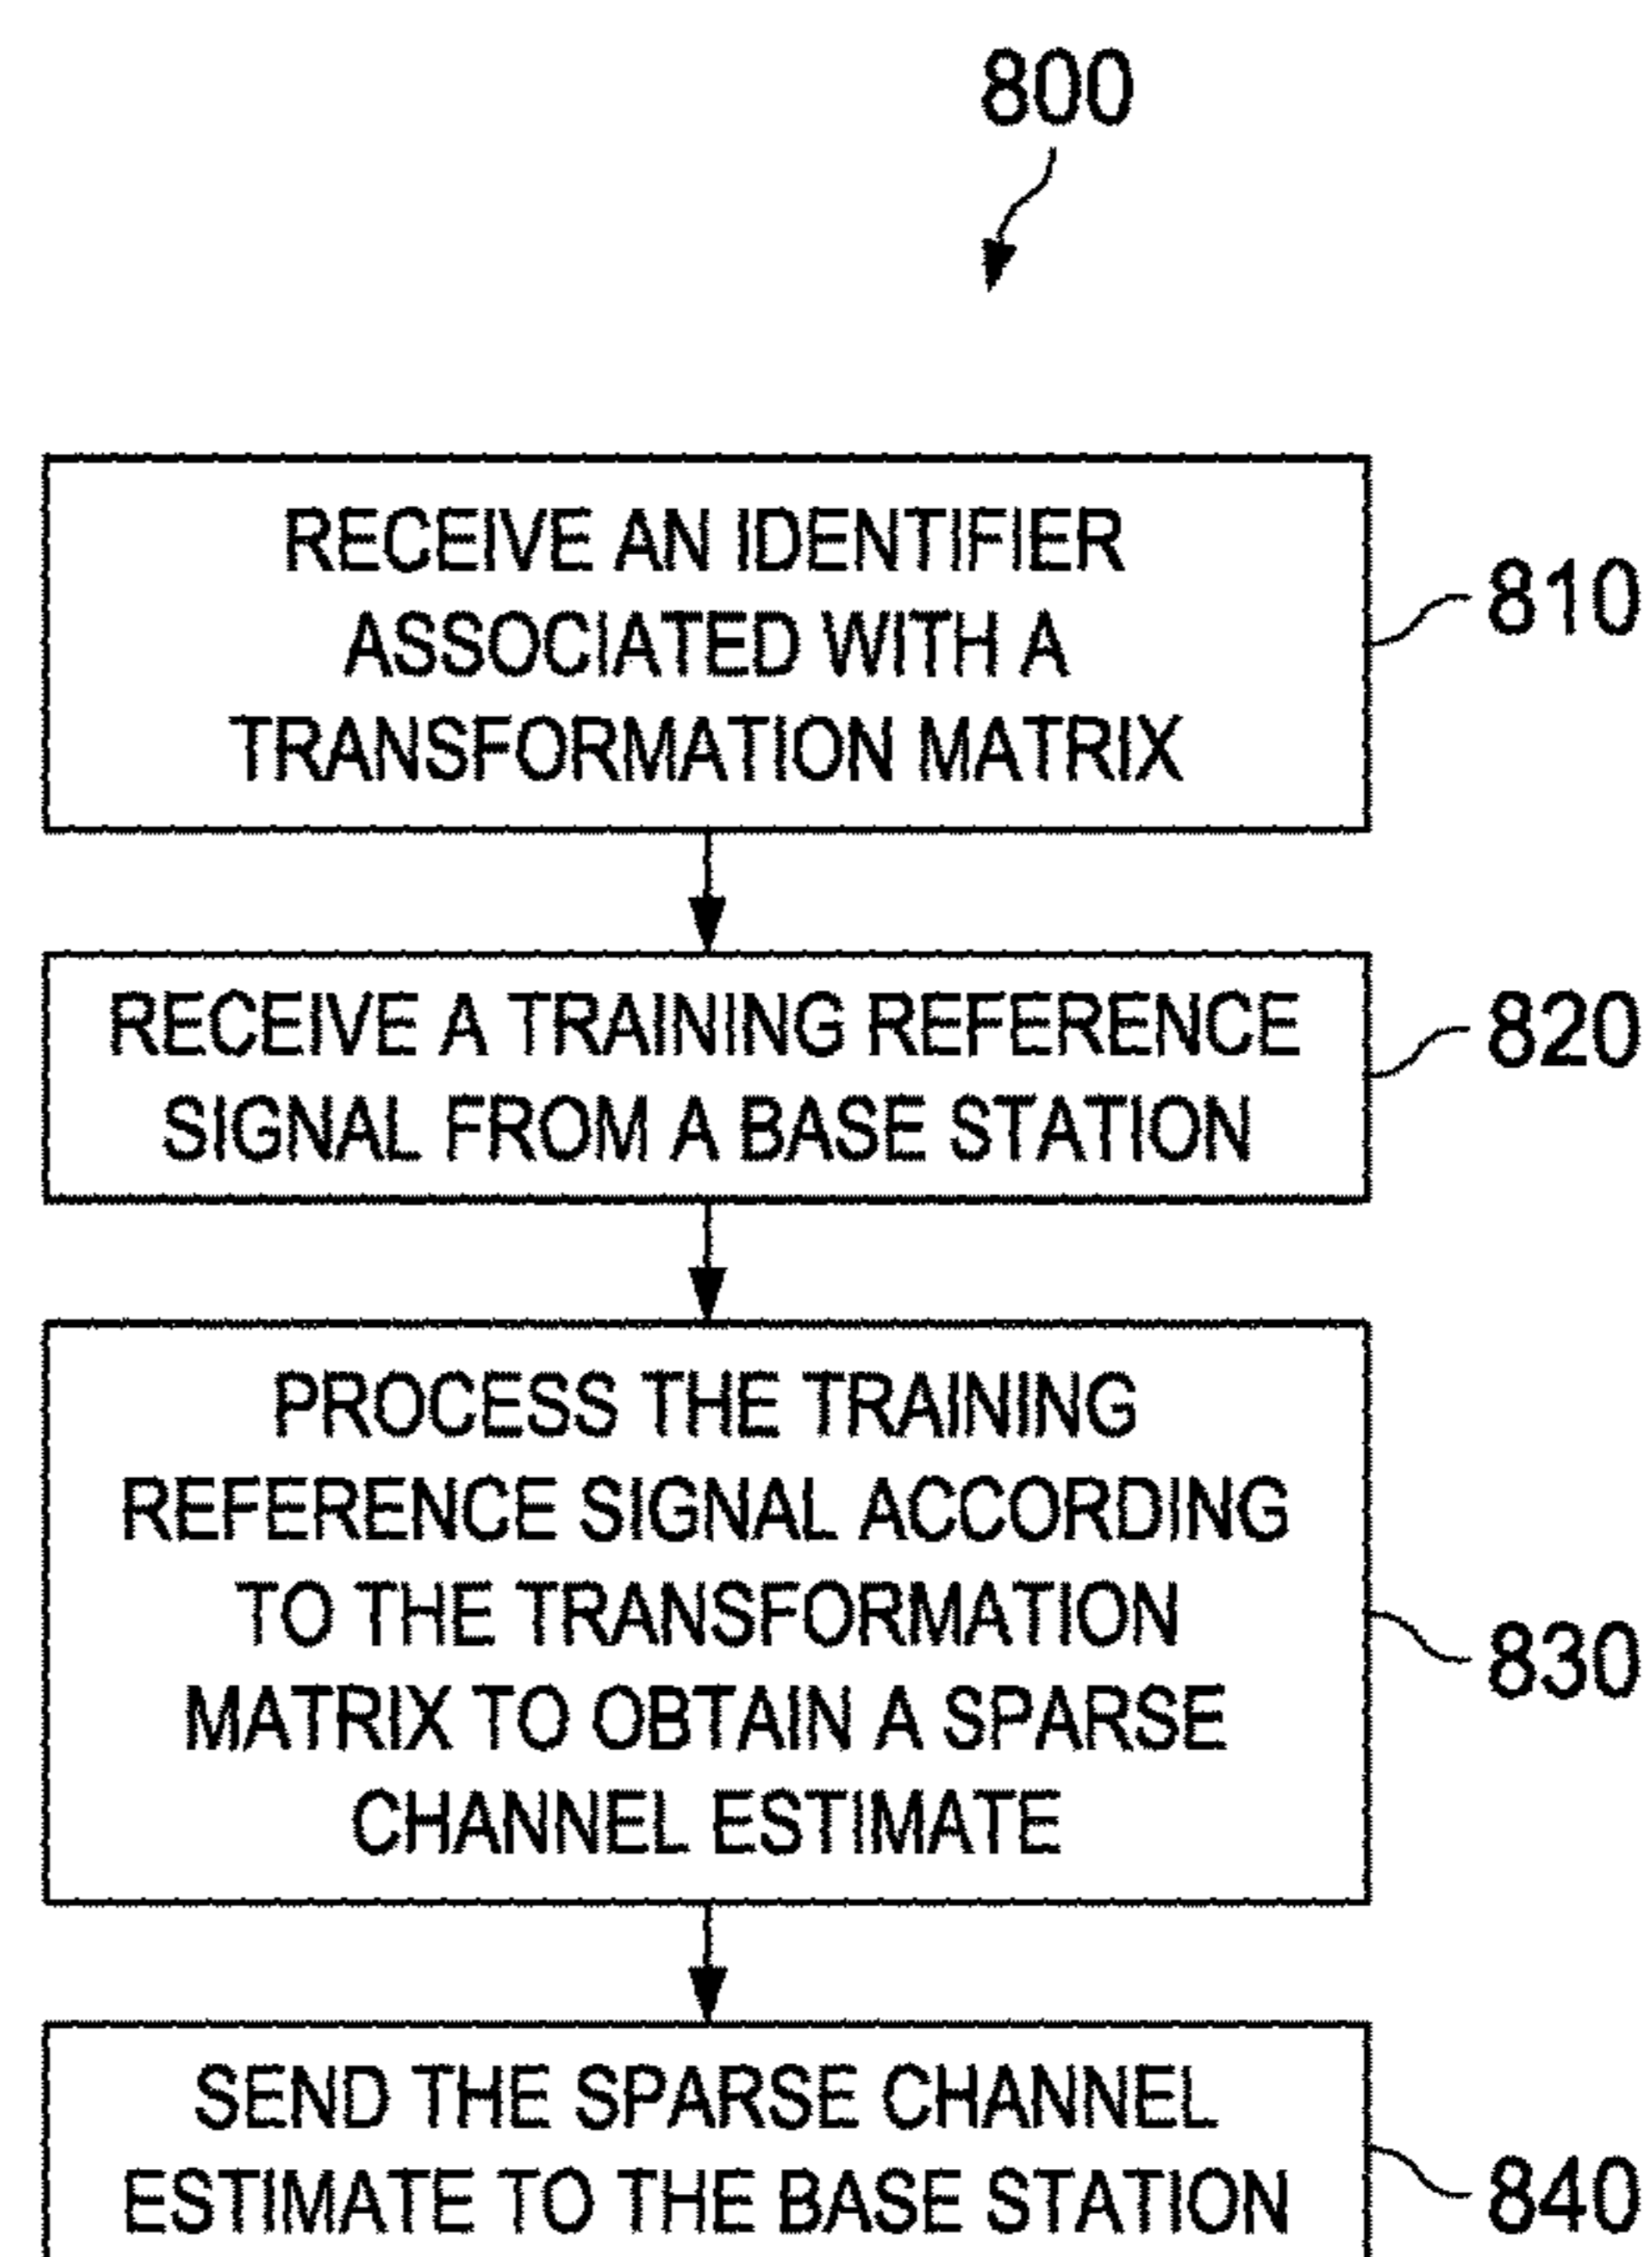 800
RECEIVE AN IDENTIFIER
ASSOCIATED WITH A
TRANSFORMATION MATRIX
810
RECEIVE A TRAINING REFERENCE
SIGNAL FROM A BASE STATION
820
PROCESS THE TRAINING
REFERENCE SIGNAL ACCORDING
TO THE TRANSFORMATION
MATRIX TO OBTAIN A SPARSE
CHANNEL ESTIMATE
830
SEND THE SPARSE CHANNEL
ESTIMATE TO THE BASE STATION
840